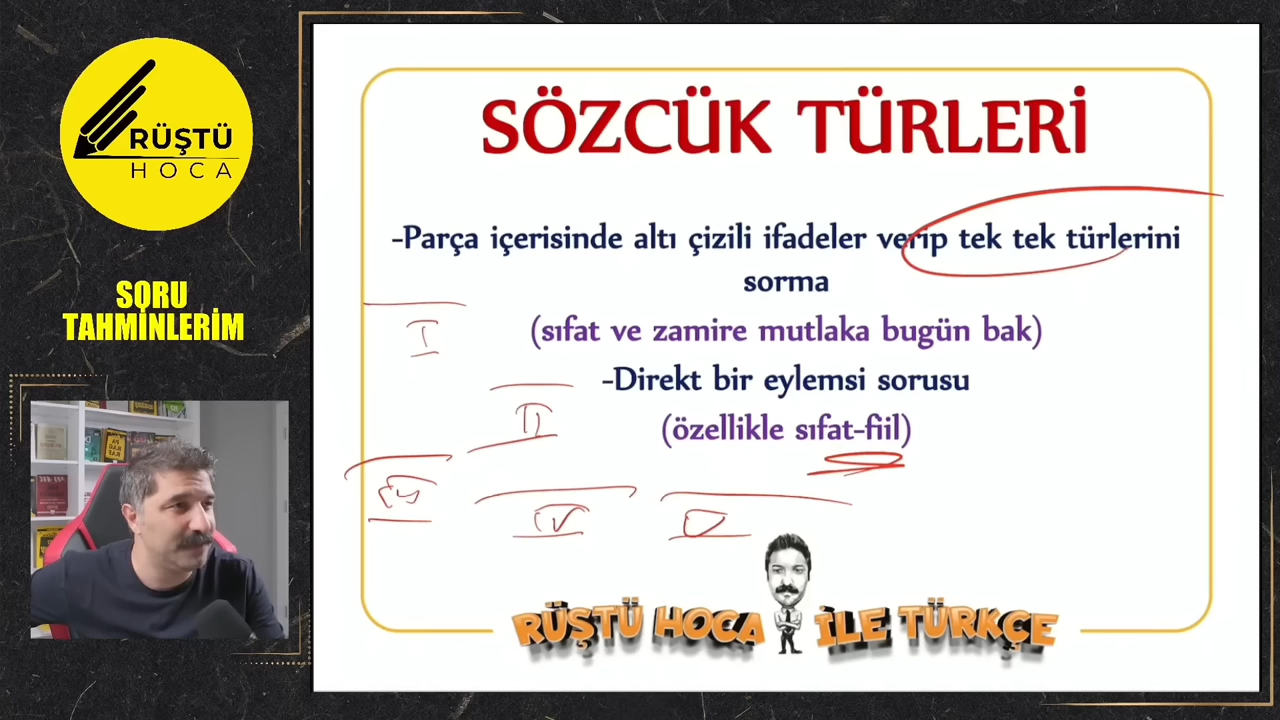 RÜŞTÜ
HOCA
SORU
TAHMİNLERİM
SÖZCÜK TÜRLERİ
-Parça içerisinde altı çizili ifadeler verip tek tek türlerini
sorma
(sıfat ve zamire mutlaka bugün bak)
-Direkt bir eylemsi sorusu
(özellikle sıfat-fiil)
I
II
IV
V
RÜŞTÜ HOCA İLE TÜRKÇE